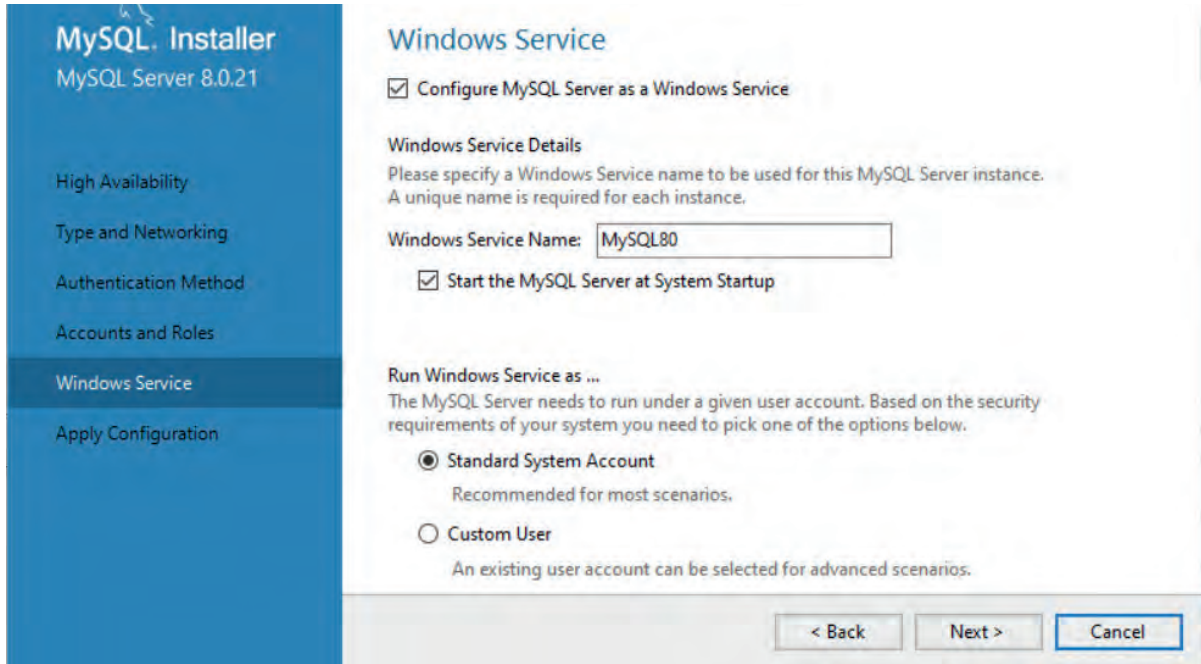 MySQL. Installer
MySQL Server 8.0.21
High Availability
Type and Networking
Authentication Method
Accounts and Roles
Windows Service
Apply Configuration
Windows Service
Configure MySQL Server as a Windows Service
Windows Service Details
Please specify a Windows Service name to be used for this MySQL Server instance.
A unique name is required for each instance.
Windows Service Name: MySQL80
Start the MySQL Server at System Startup
Run Windows Service as ...
The MySQL Server needs to run under a given user account. Based on the security
requirements of your system you need to pick one of the options below.
Standard System Account
Recommended for most scenarios.
Custom User
An existing user account can be selected for advanced scenarios.
< Back Next > Cancel